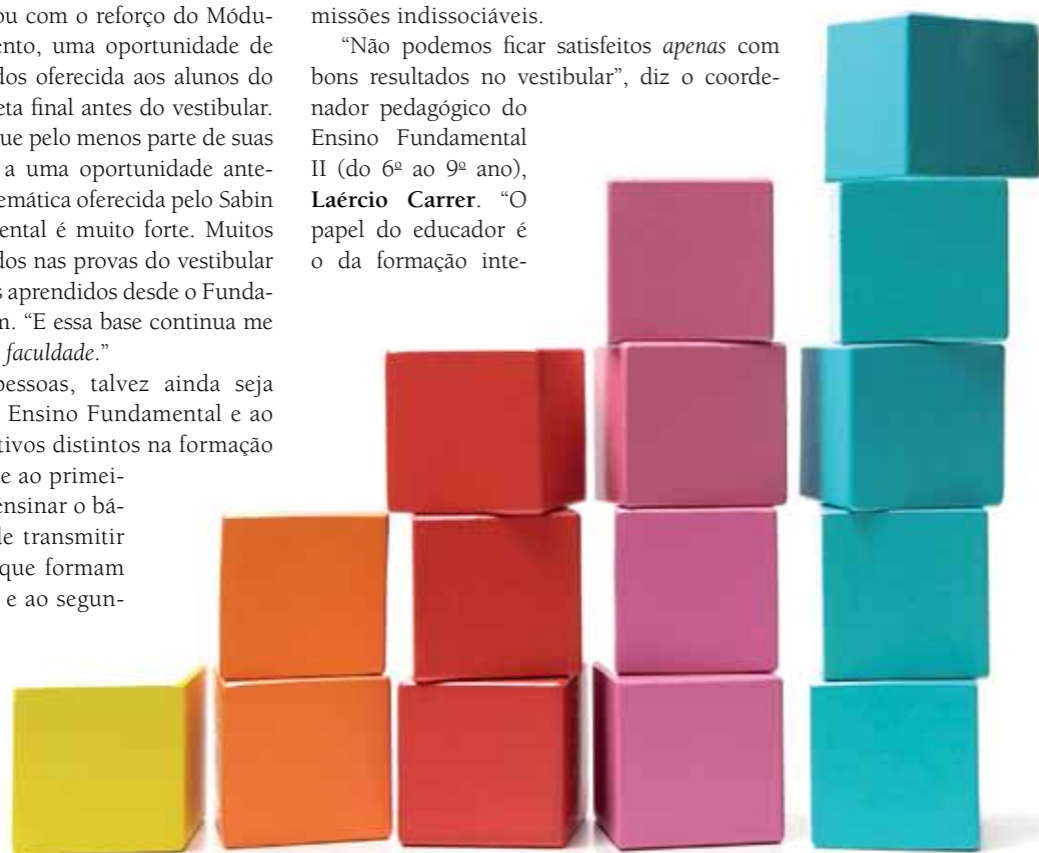 ou com o reforço do Módu-
ento, uma oportunidade de
dos oferecida aos alunos do
eta final antes do vestibular.
ue pelo menos parte de suas
a uma oportunidade ante-
emática oferecida pelo Sabin
ental é muito forte. Muitos
dos nas provas do vestibular
s aprendidos desde o Funda-
m. “E essa base continua me
faculdade.”
pessoas, talvez ainda seja
Ensino Fundamental e ao
tivos distintos na formação
e ao primei-
ensinar o bá-
le transmitir
que formam
e ao segun-
missões indissociáveis.
“Não podemos ficar satisfeitos apenas com
bons resultados no vestibular”, diz o coorde-
nador pedagógico do
Ensino Fundamental
II (do 6º ao 9º ano),
Laércio Carrer. “O
papel do educador é
o da formação inte-